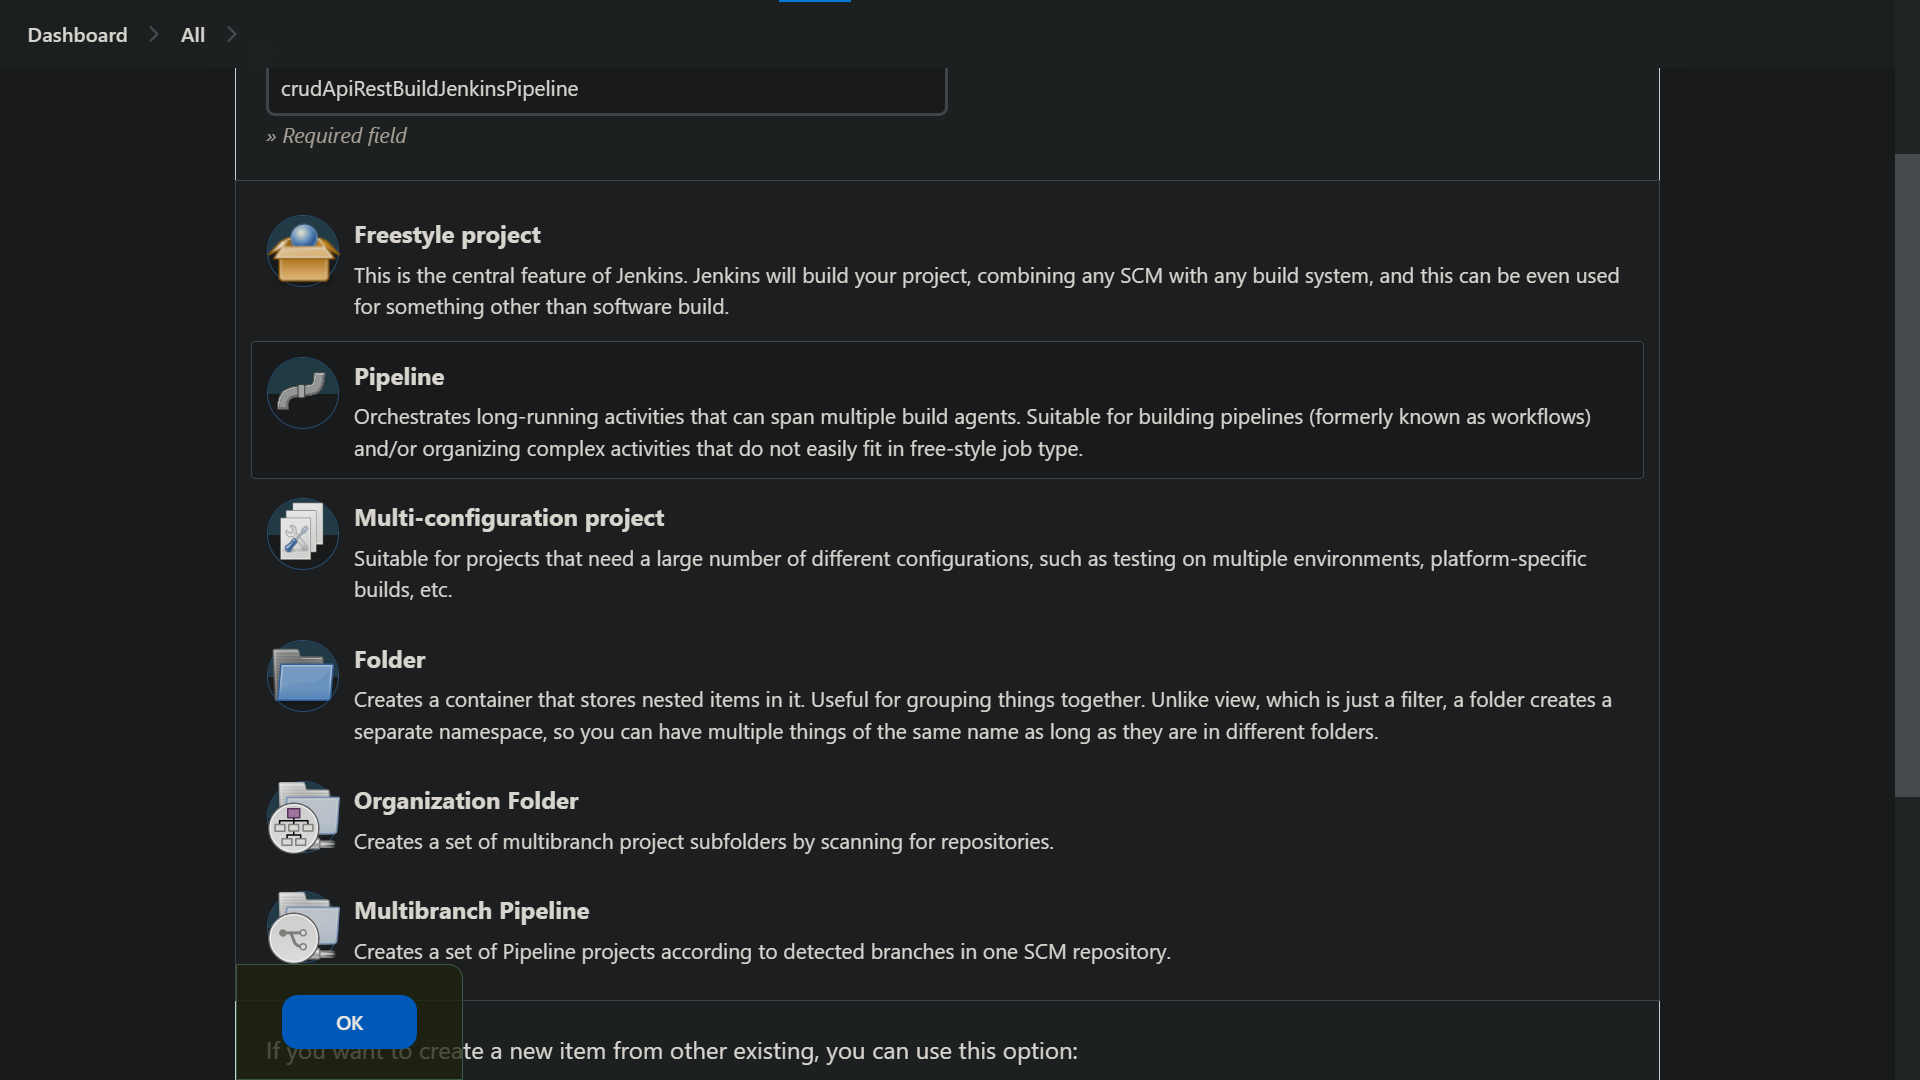 Dashboard All
crudApiRestBuildJenkinsPipeline
» Required field
Freestyle project
This is the central feature of Jenkins. Jenkins will build your project, combining any SCM with any build system, and this can be even used
for something other than software build.
Pipeline
Orchestrates long-running activities that can span multiple build agents. Suitable for building pipelines (formerly known as workflows)
and/or organizing complex activities that do not easily fit in free-style job type.
Multi-configuration project
Suitable for projects that need a large number of different configurations, such as testing on multiple environments, platform-specific
builds, etc.
Folder
Creates a container that stores nested items in it. Useful for grouping things together. Unlike view, which is just a filter, a folder creates a
separate namespace, so you can have multiple things of the same name as long as they are in different folders.
Organization Folder
Creates a set of multibranch project subfolders by scanning for repositories.
Multibranch Pipeline
Creates a set of Pipeline projects according to detected branches in one SCM repository.
OK
If you want to create a new item from other existing, you can use this option: